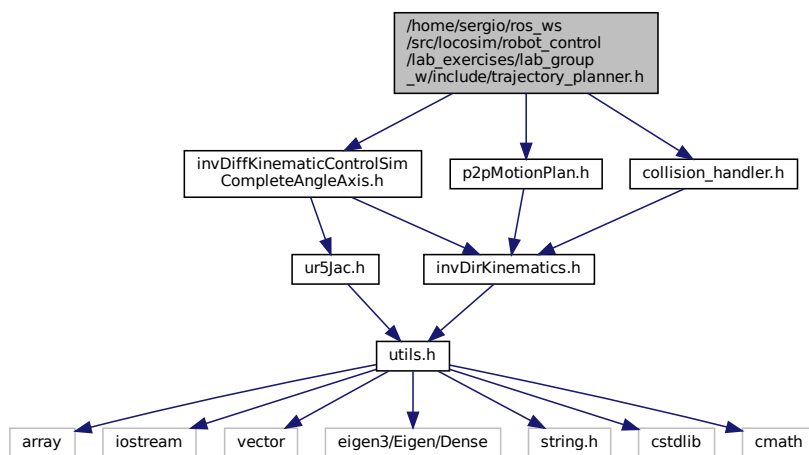 /home/sergio/ros_ws
/src/locosim/robot_control
/lab_exercises/lab_group
_w/include/trajectory_planner.h
invDiffKinematicControlSim
CompleteAngleAxis.h
p2pMotionPlan.h
collision_handler.h
ur5Jac.h
invDirKinematics.h
utils.h
array
iostream
vector
eigen3/Eigen/Dense
string.h
cstdlib
cmath